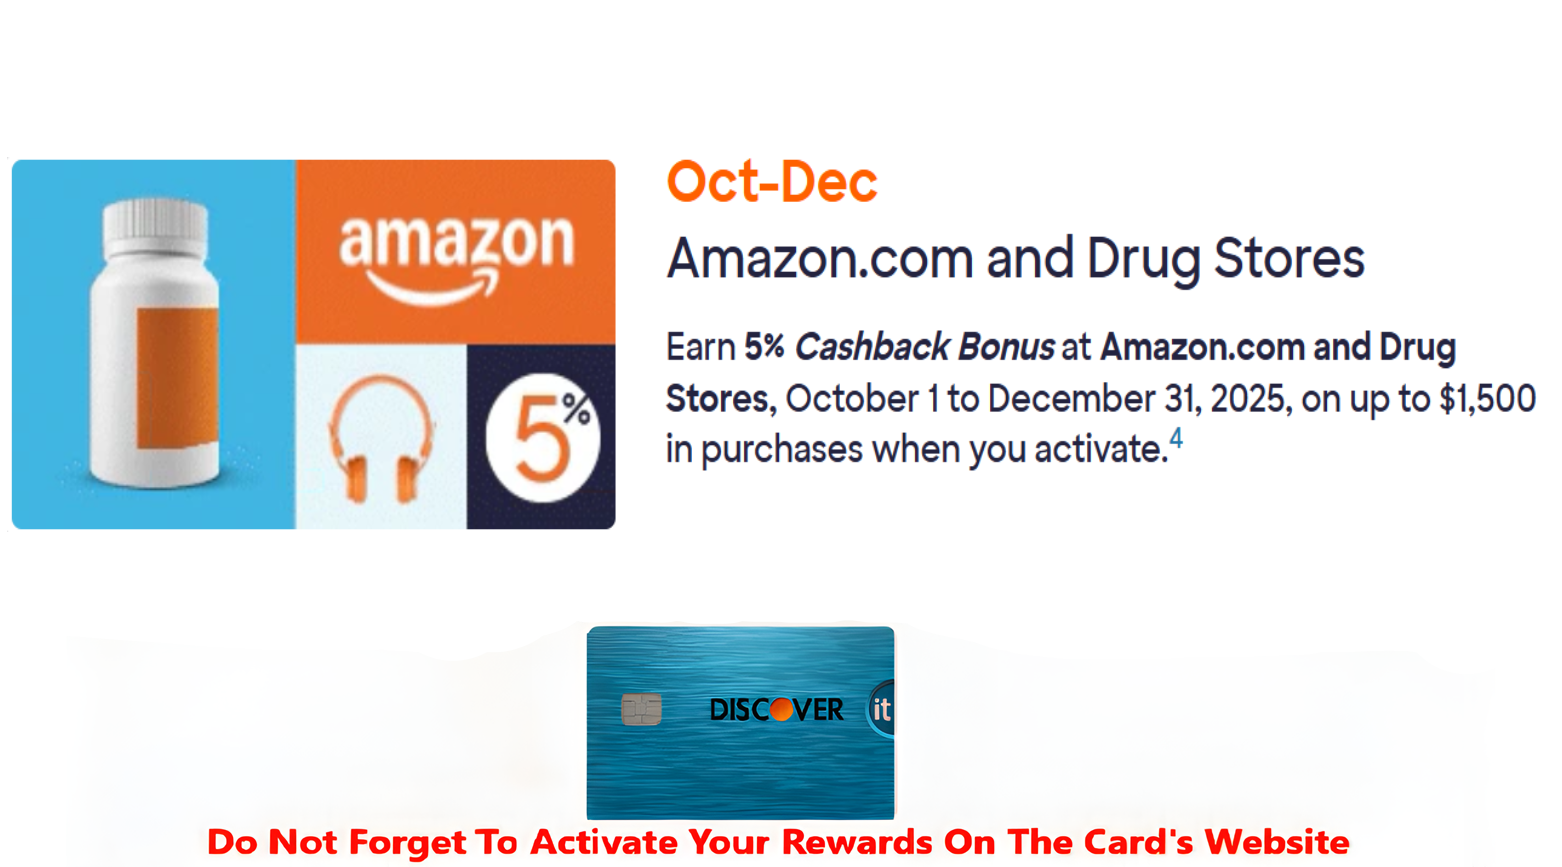 Oct-Dec
amazon
Amazon.com and Drug Stores
Earn 5% Cashback Bonus at Amazon.com and Drug
Stores, October 1 to December 31, 2025, on up to $1,500
in purchases when you activate.4
5%
DISCOVER it
Do Not Forget To Activate Your Rewards On The Card's Website